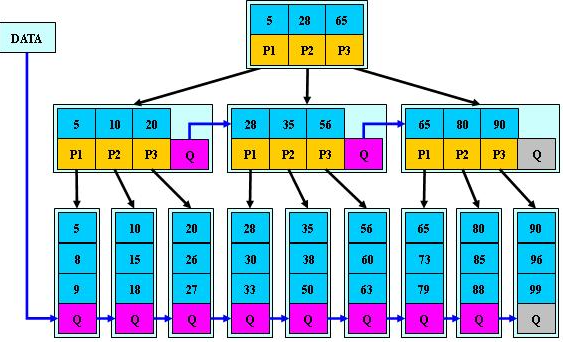 5 28 65
DATA
P1 P2 P3
5 10 20
28 35 56
65 80 90
P1 P2 P3 Q
P1 P2 P3 Q
P1 P2 P3 Q
5 10 20 28 35 56 65 80 90
8 15 26 30 38 60 73 85 96
9 18 27 33 50 63 79 88 99
Q Q Q Q Q Q Q Q Q